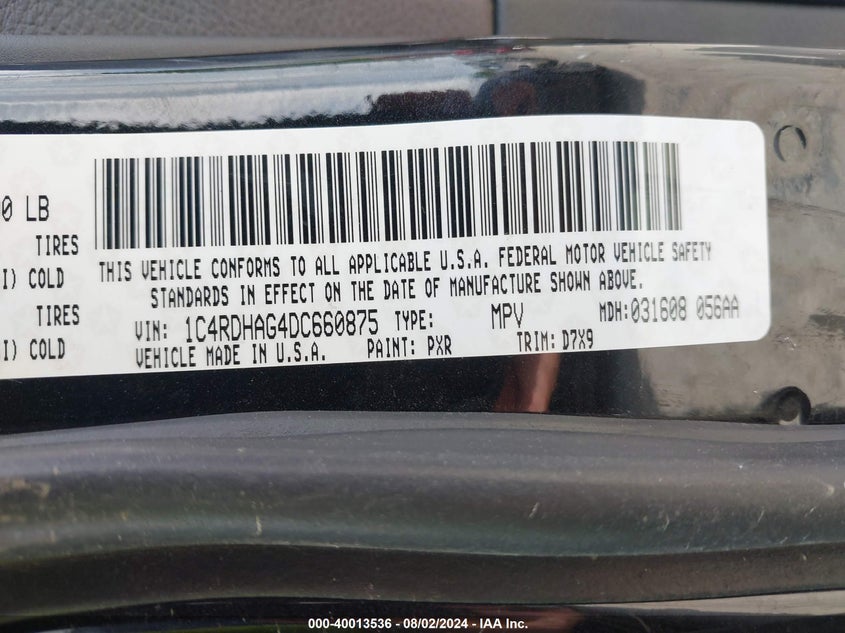 0 LB
TIRES
I) COLD
TIRES
I) COLD
THIS VEHICLE CONFORMS TO ALL APPLICABLE U.S.A. FEDERAL MOTOR VEHICLE SAFETY
STANDARDS IN EFFECT ON THE DATE OF MANUFACTURE SHOWN ABOVE.
VIN: 1C4RDHAG4DC660875 TYPE: MPV MDH:031608 056AA
VEHICLE MADE IN U.S.A. PAINT: PXR TRIM: D7X9
000-40013536 - 08/02/2024 - IAA, Inc.